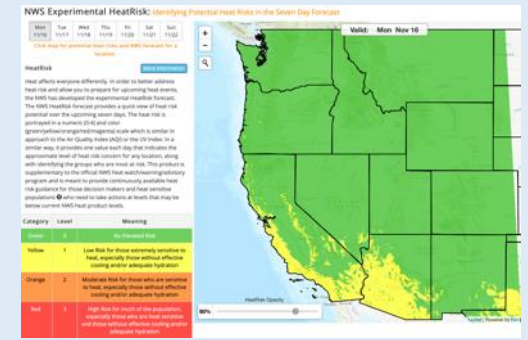 NWS Experimental HeatRisk: Identifying Potential Heat Risks in the Seven Day Forecast
Mon Tue Wed Thu Fri Sat Sun
11/16 11/17 11/18 11/19 11/20 11/21 11/22
Click map for potential heat risks and NWS forecast for a
location.
HeatRisk
More Information
Heat affects everyone differently. In order to better address
heat risk and allow you to prepare for upcoming heat events,
the NWS has developed the experimental HeatRisk forecast.
The NWS HeatRisk forecast provides a quick view of heat risk
potential over the upcoming seven days. The heat risk is
portrayed in a numeric (0-4) and color
(green/yellow/orange/red/magenta) scale which is similar in
approach to the Air Quality Index (AQI) or the UV Index. In a
similar way, it provides one value each day that indicates the
approximate level of heat risk concern for any location, along
with identifying the groups who are most at risk. This product is
supplementary to the official NWS heat watch/warning/advisory
program and is meant to provide continuously available heat
risk guidance for those decision makers and heat sensitive
populations who need to take actions at levels that may be
below current NWS heat product levels.
Category Level Meaning
Green 0 No Elevated Risk
Yellow 1 Low Risk for those extremely sensitive to
heat, especially those without effective
cooling and/or adequate hydration
Orange 2 Moderate Risk for those who are sensitive
to heat, especially those without effective
cooling and/or adequate hydration
Red 3 High Risk for much of the population,
especially those who are heat sensitive
and those without effective cooling and/or
adequate hydration
+
-
Valid: Mon Nov 16
HeatRisk Opacity
80%
Leaflet | Powered by Esri